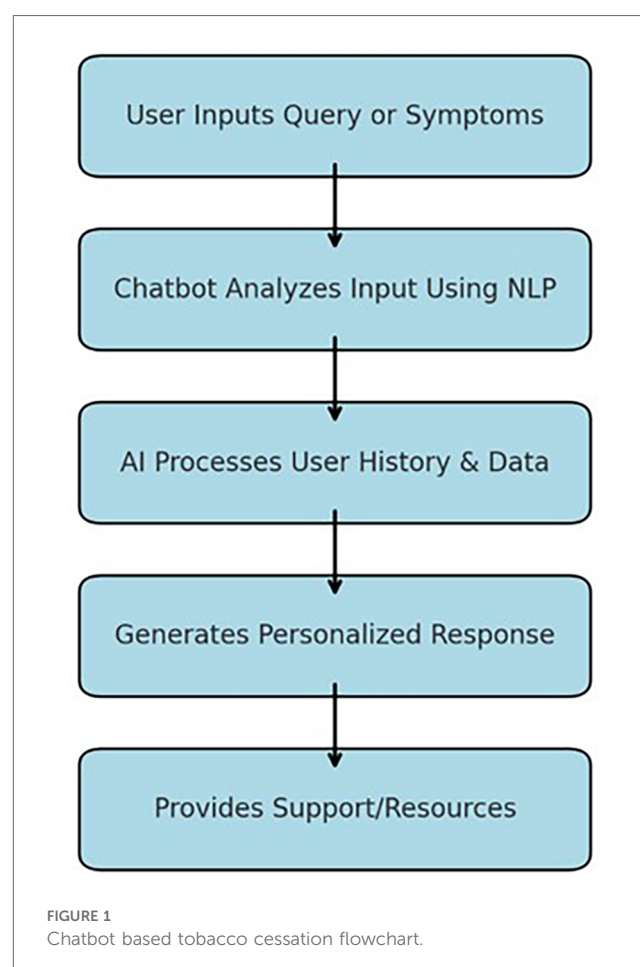 User Inputs Query or Symptoms
Chatbot Analyzes Input Using NLP
AI Processes User History & Data
Generates Personalized Response
Provides Support/Resources
FIGURE 1
Chatbot based tobacco cessation flowchart.